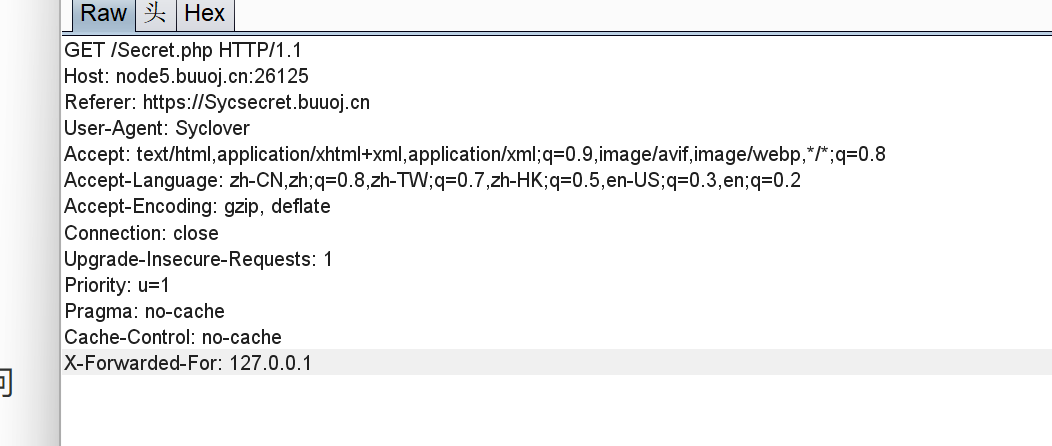 Raw 头 Hex
GET /Secret.php HTTP/1.1
Host: node5.buuoj.cn:26125
Referer: https://Sycsecret.buuoj.cn
User-Agent: Syclover
Accept: text/html,application/xhtml+xml,application/xml;q=0.9,image/avif,image/webp,*/*;q=0.8
Accept-Language: zh-CN,zh;q=0.8,zh-TW;q=0.7,zh-HK;q=0.5,en-US;q=0.3,en;q=0.2
Accept-Encoding: gzip, deflate
Connection: close
Upgrade-Insecure-Requests: 1
Priority: u=1
Pragma: no-cache
Cache-Control: no-cache
X-Forwarded-For: 127.0.0.1